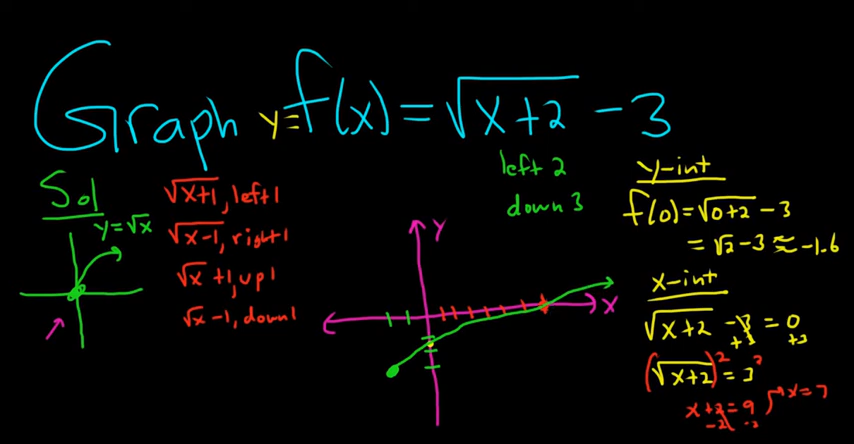 Graph y= f(x) = √(x+2) - 3
left 2
down 3
Sol
y = √x
√(x+1), left 1
√(x-1), right 1
√x + 1, up 1
√x - 1, down 1
Y
X
y-int
f(0) = √(0+2) - 3
= √2 - 3 ≈ -1.6
x-int
√(x+2) - 3 = 0
+3 +3
(√(x+2))² = 3²
x + 2 = 9 → x = 7
-2 -2